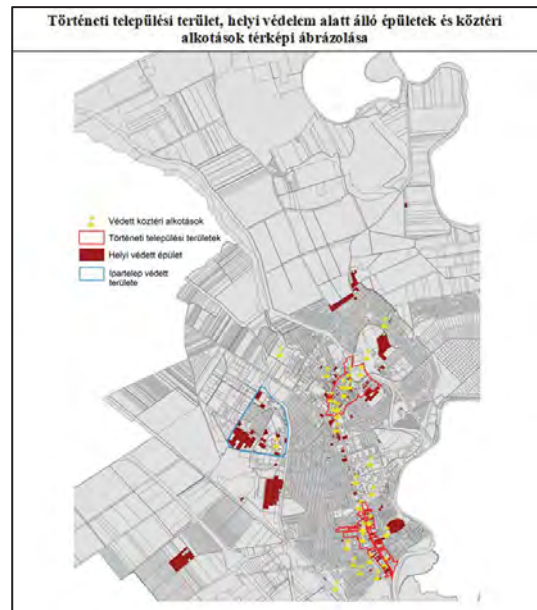 Történeti települési terület, helyi védelem alatt álló épületek és köztéri
alkotások térképi ábrázolása
Védett köztéri alkotások
Történeti települési területek
Helyi védett épület
Ipartelep védett
területe